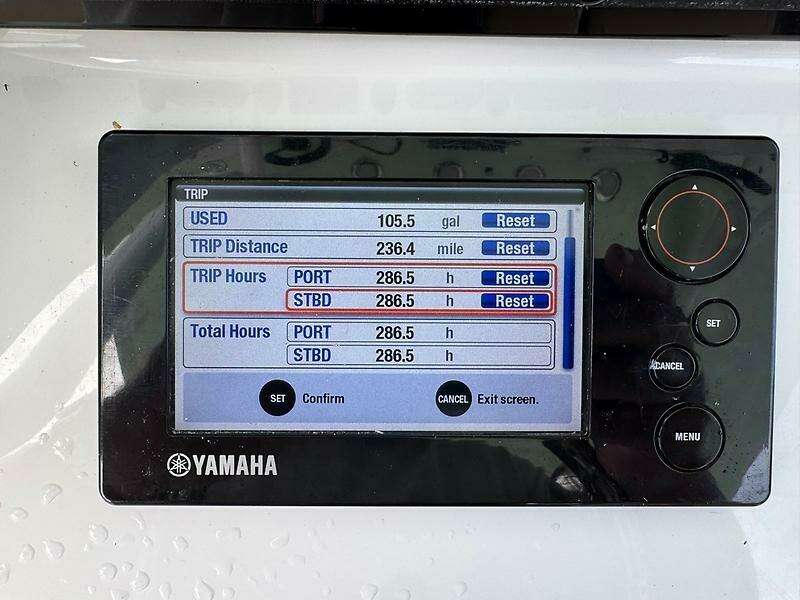 TRIP
USED 105.5 gal Reset
TRIP Distance 236.4 mile Reset
TRIP Hours PORT 286.5 h Reset
STBD 286.5 h Reset
Total Hours PORT 286.5 h
STBD 286.5 h
SET Confirm CANCEL Exit screen.
SET
CANCEL
MENU
YAMAHA